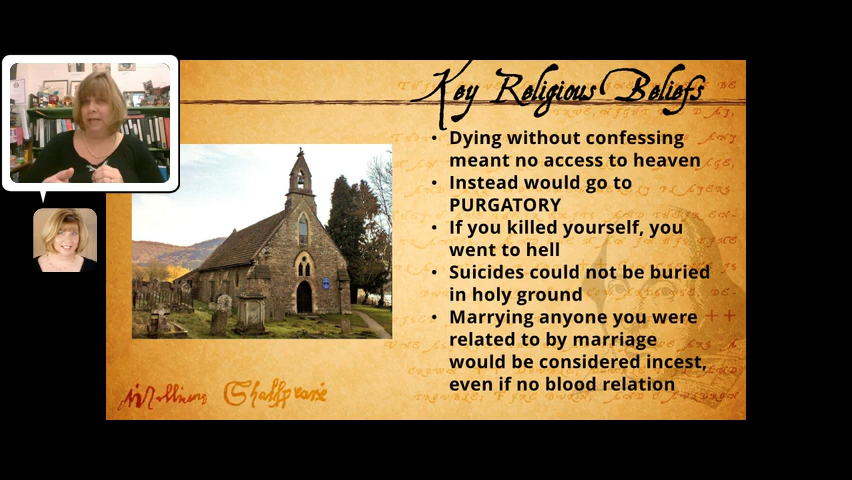 Key Religious Beliefs
• Dying without confessing
meant no access to heaven
• Instead would go to
PURGATORY
• If you killed yourself, you
went to hell
• Suicides could not be buried
in holy ground
• Marrying anyone you were
related to by marriage
would be considered incest,
even if no blood relation